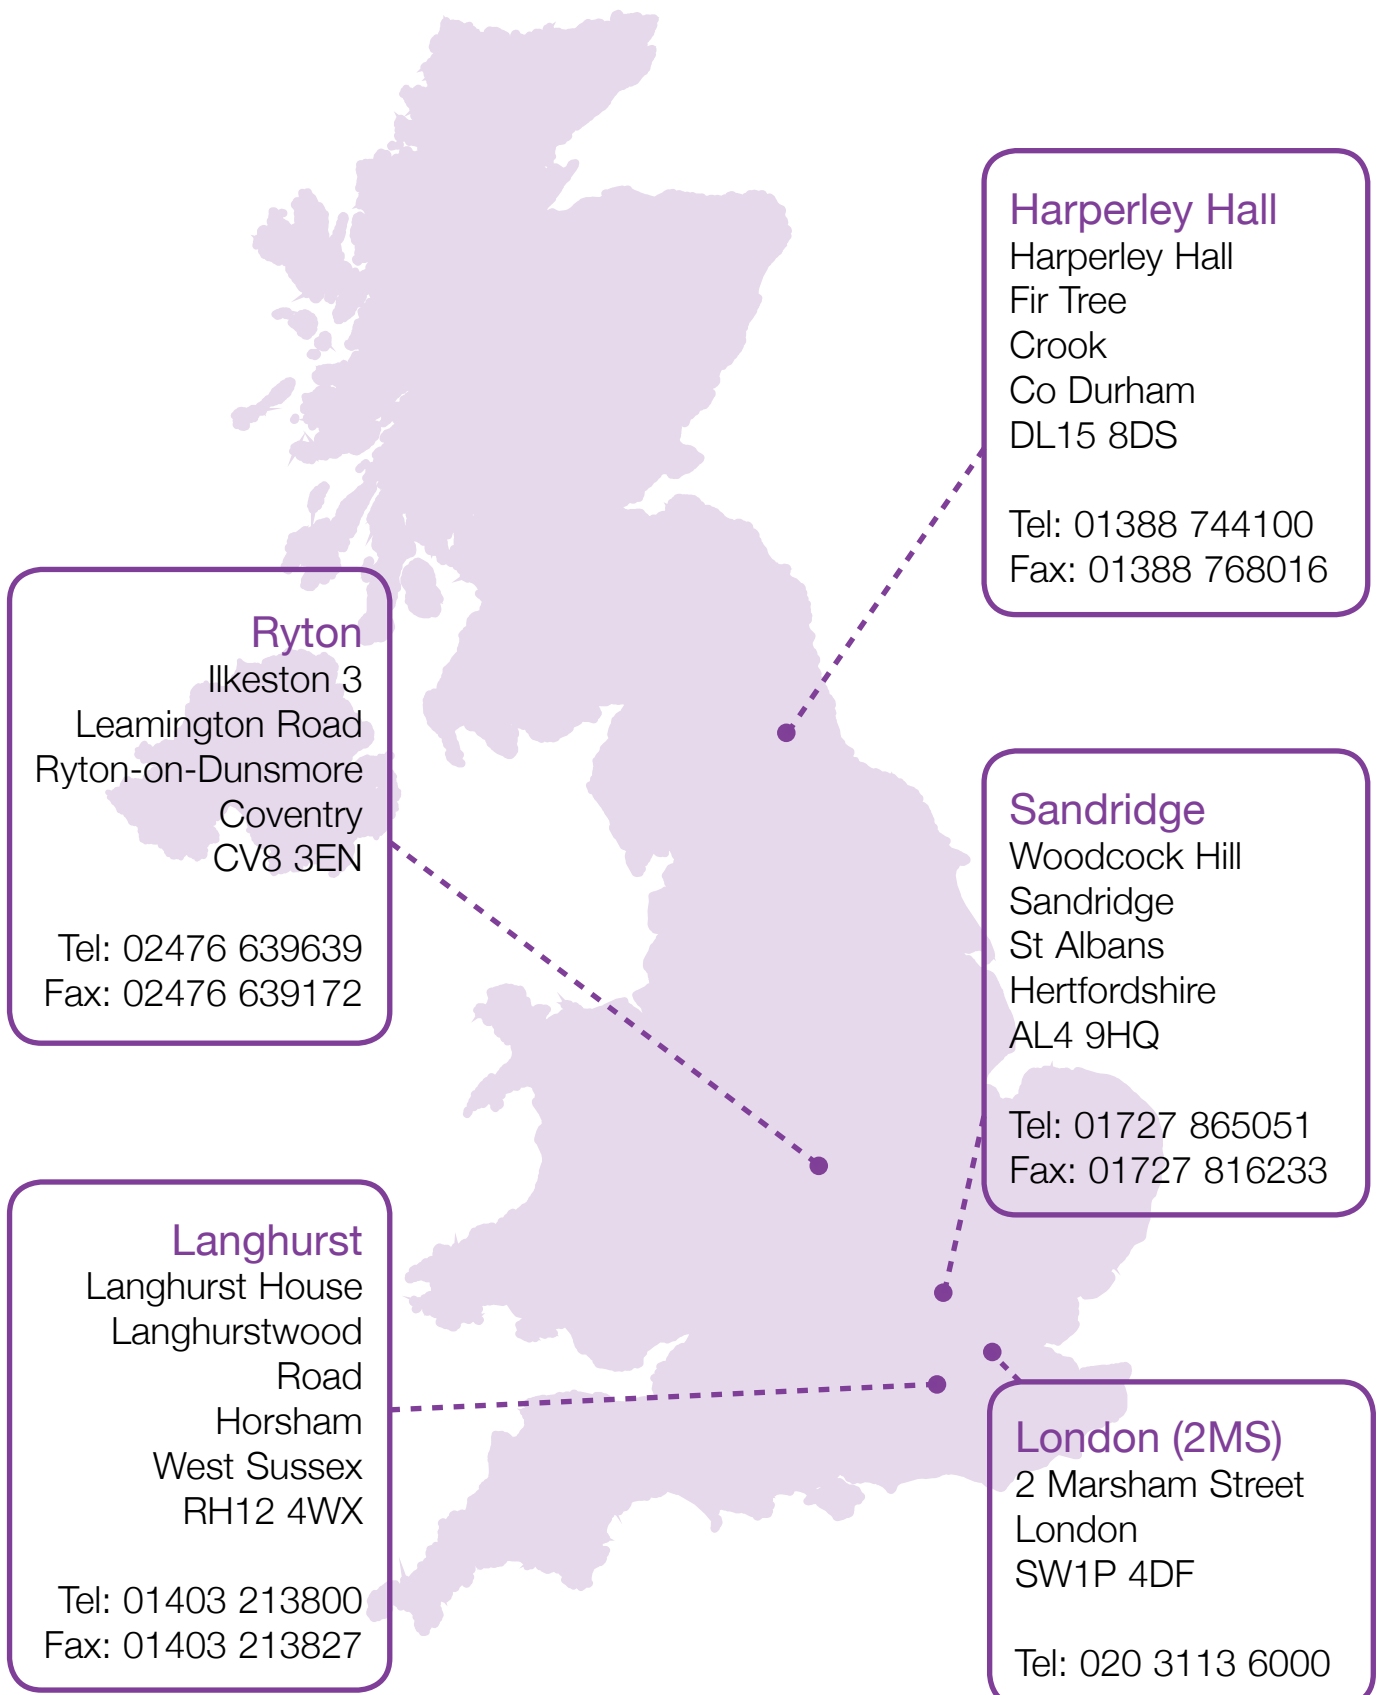 Harperley Hall
Harperley Hall
Fir Tree
Crook
Co Durham
DL15 8DS
Tel: 01388 744100
Fax: 01388 768016
Ryton
Ilkeston 3
Leamington Road
Ryton-on-Dunsmore
Coventry
CV8 3EN
Tel: 02476 639639
Fax: 02476 639172
Sandridge
Woodcock Hill
Sandridge
St Albans
Hertfordshire
AL4 9HQ
Tel: 01727 865051
Fax: 01727 816233
Langhurst
Langhurst House
Langhurstwood
Road
Horsham
West Sussex
RH12 4WX
Tel: 01403 213800
Fax: 01403 213827
London (2MS)
2 Marsham Street
London
SW1P 4DF
Tel: 020 3113 6000